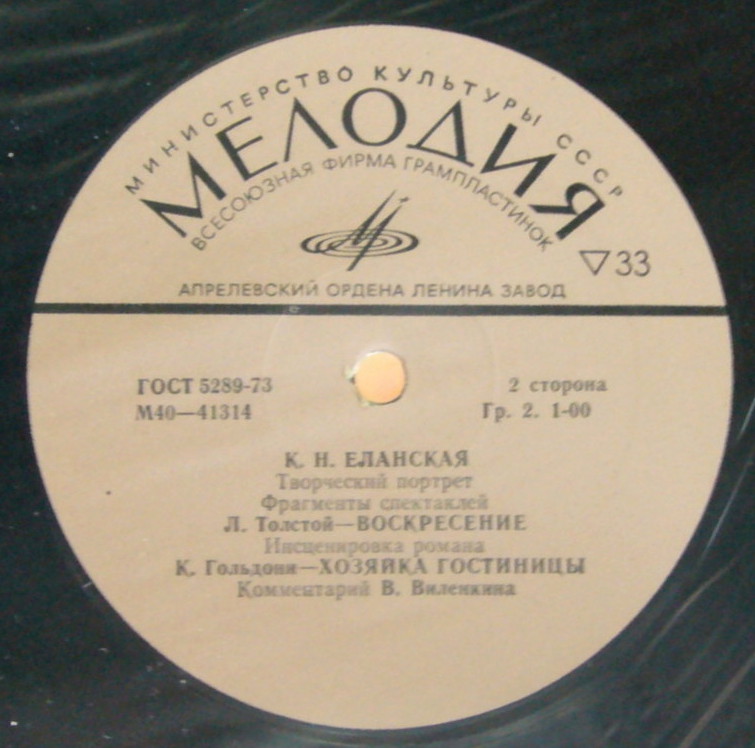 МИНИСТЕРСТВО КУЛЬТУРЫ СССР
МЕЛОДИЯ
ВСЕСОЮЗНАЯ ФИРМА ГРАМПЛАСТИНОК
▽33
АПРЕЛЕВСКИЙ ОРДЕНА ЛЕНИНА ЗАВОД
ГОСТ 5289-73
2 сторона
М40—41314
Гр. 2. 1-00
К. Н. ЕЛАНСКАЯ
Творческий портрет
Фрагменты спектаклей
Л. Толстой—ВОСКРЕСЕНИЕ
Инсценировка романа
К. Гольдони—ХОЗЯЙКА ГОСТИНИЦЫ
Комментарий В. Виленкина